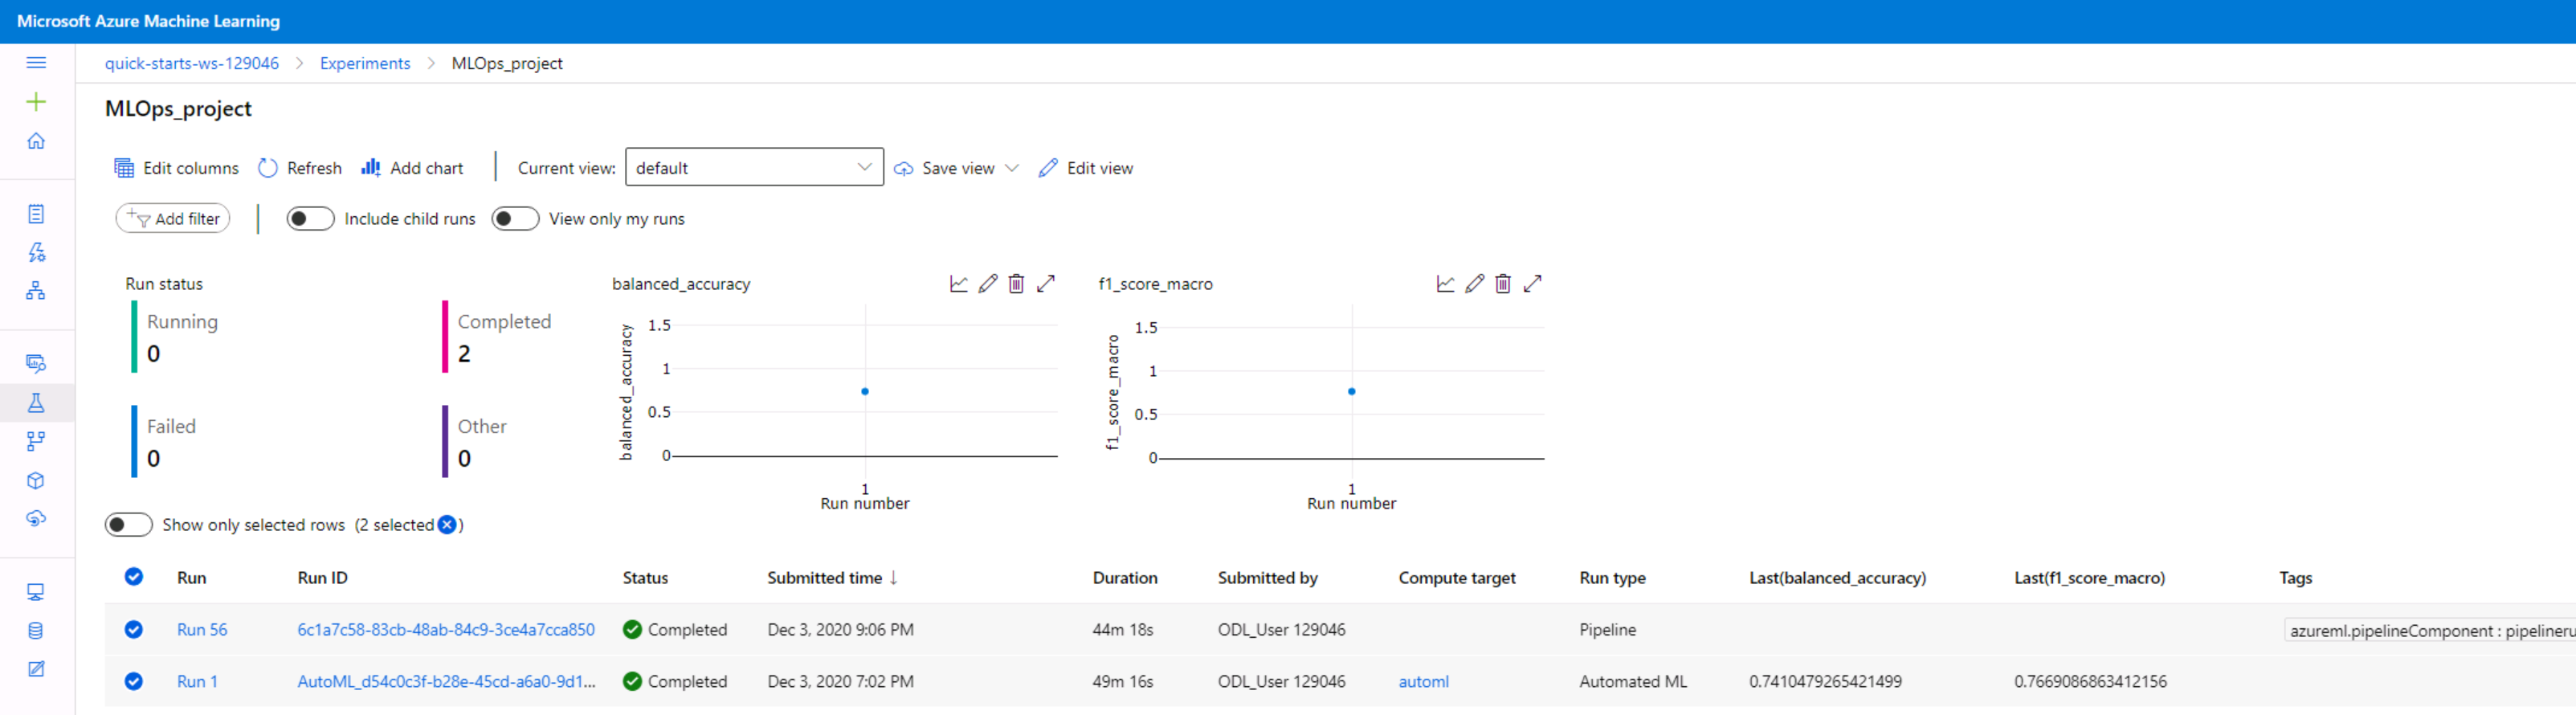 Microsoft Azure Machine Learning
quick-starts-ws-129046 > Experiments > MLOps_project
MLOps_project
Edit columns Refresh Add chart Current view: default Save view Edit view
Add filter Include child runs View only my runs
Run status
Running
0
Completed
2
Failed
0
Other
0
balanced_accuracy
balanced_accuracy
1.5
1
0.5
0
1
Run number
f1_score_macro
f1_score_macro
1.5
1
0.5
0
1
Run number
Show only selected rows (2 selected )
Run Run ID Status Submitted time ↓ Duration Submitted by Compute target Run type Last(balanced_accuracy) Last(f1_score_macro) Tags
Run 56 6c1a7c58-83cb-48ab-84c9-3ce4a7cca850 Completed Dec 3, 2020 9:06 PM 44m 18s ODL_User 129046 Pipeline azureml.pipelineComponent : pipelineru
Run 1 AutoML_d54c0c3f-b28e-45cd-a6a0-9d1... Completed Dec 3, 2020 7:02 PM 49m 16s ODL_User 129046 automl Automated ML 0.7410479265421499 0.7669086863412156